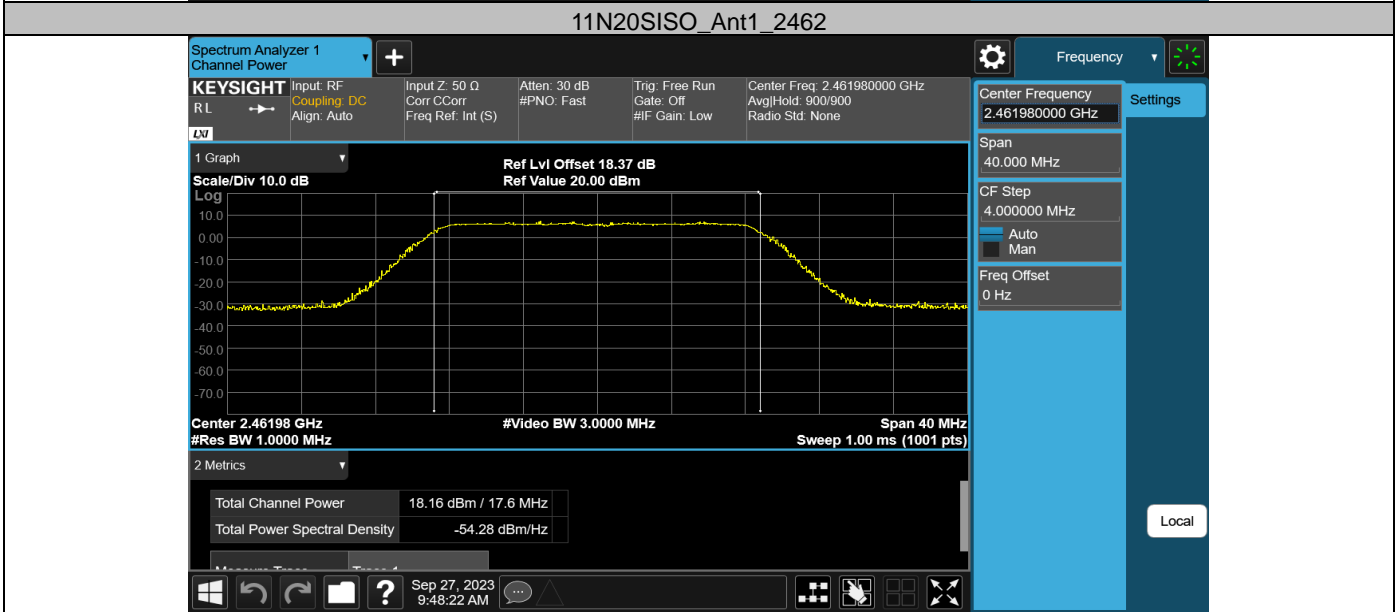 11N20SISO_Ant1_2462
Spectrum Analyzer 1
Channel Power
Frequency
KEYSIGHT
RL
LXI
Input: RF
Coupling: DC
Align: Auto
Input Z: 50 Ω
Corr CCorr
Freq Ref: Int (S)
Atten: 30 dB
#PNO: Fast
Trig: Free Run
Gate: Off
#IF Gain: Low
Center Freq: 2.461980000 GHz
Avg|Hold: 900/900
Radio Std: None
Center Frequency
2.461980000 GHz
Settings
Span
40.000 MHz
CF Step
4.000000 MHz
Auto
Man
Freq Offset
0 Hz
1 Graph
Scale/Div 10.0 dB
Ref Lvl Offset 18.37 dB
Ref Value 20.00 dBm
Log
10.0
0.00
-10.0
-20.0
-30.0
-40.0
-50.0
-60.0
-70.0
Center 2.46198 GHz
#Video BW 3.0000 MHz
Span 40 MHz
#Res BW 1.0000 MHz
Sweep 1.00 ms (1001 pts)
2 Metrics
Total Channel Power 18.16 dBm / 17.6 MHz
Total Power Spectral Density -54.28 dBm/Hz
Local
Sep 27, 2023
9:48:22 AM